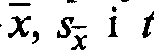 x̅, s_x̅ i t